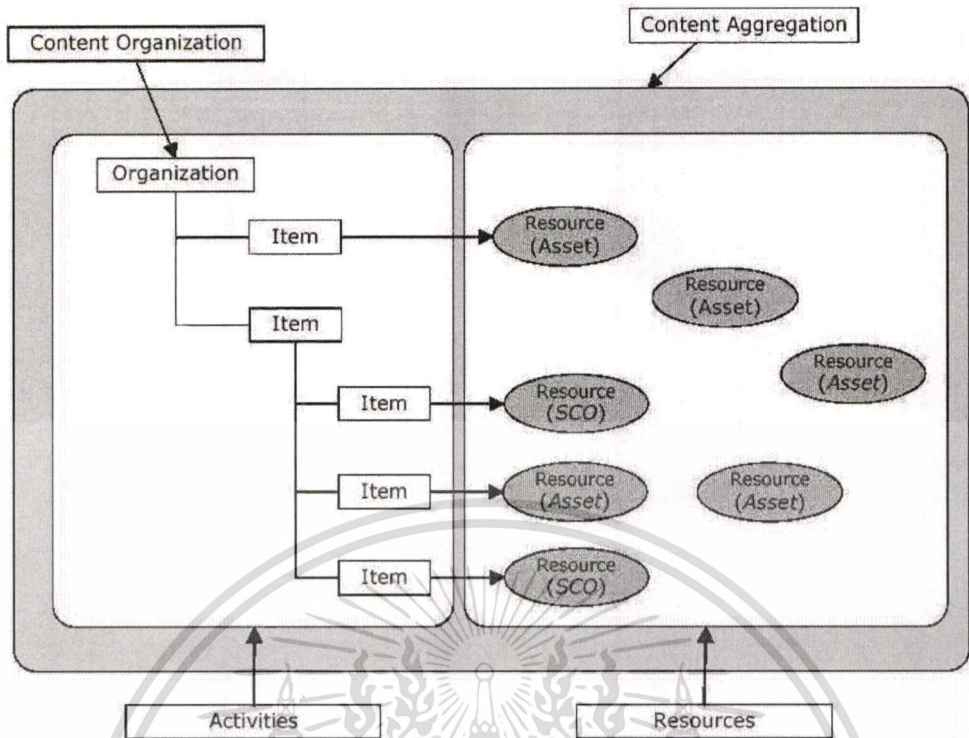 Content Organization
Content Aggregation
Organization
Item
Resource
(Asset)
Resource
(Asset)
Item
Resource
(Asset)
Item
Resource
(SCO)
Item
Resource
(Asset)
Resource
(Asset)
Item
Resource
(SCO)
Activities
Resources